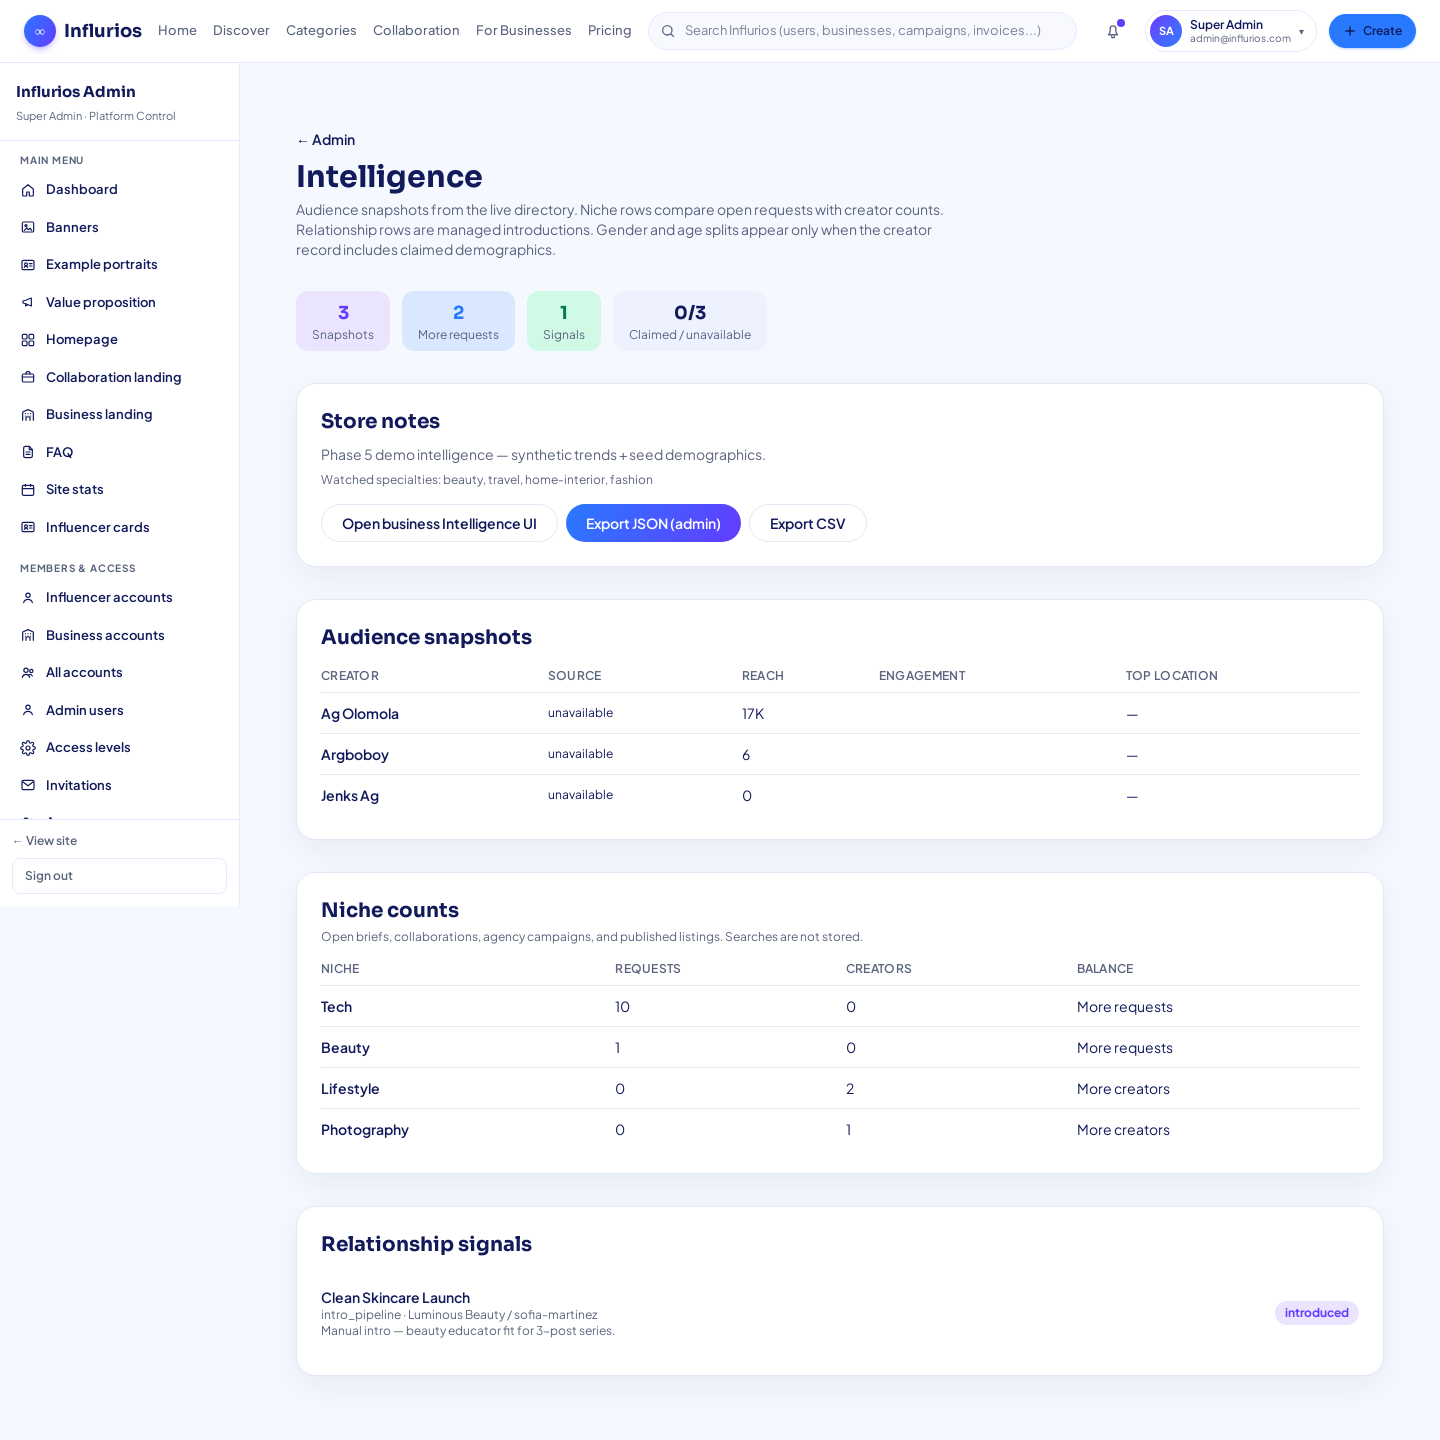 ∞ Influrios Home Discover Categories Collaboration For Businesses Pricing Search Influrios (users, businesses, campaigns, invoices...) SA Super Admin ▾ + Create
admin@influrios.com
Influrios Admin
Super Admin · Platform Control
MAIN MENU
Dashboard
Banners
Example portraits
Value proposition
Homepage
Collaboration landing
Business landing
FAQ
Site stats
Influencer cards
MEMBERS & ACCESS
Influencer accounts
Business accounts
All accounts
Admin users
Access levels
Invitations
← View site
Sign out
← Admin
Intelligence
Audience snapshots from the live directory. Niche rows compare open requests with creator counts.
Relationship rows are managed introductions. Gender and age splits appear only when the creator
record includes claimed demographics.
3 2 1 0/3
Snapshots More requests Signals Claimed / unavailable
Store notes
Phase 5 demo intelligence — synthetic trends + seed demographics.
Watched specialties: beauty, travel, home-interior, fashion
Open business Intelligence UI Export JSON (admin) Export CSV
Audience snapshots
CREATOR SOURCE REACH ENGAGEMENT TOP LOCATION
Ag Olomola unavailable 17K —
Argboboy unavailable 6 —
Jenks Ag unavailable 0 —
Niche counts
Open briefs, collaborations, agency campaigns, and published listings. Searches are not stored.
NICHE REQUESTS CREATORS BALANCE
Tech 10 0 More requests
Beauty 1 0 More requests
Lifestyle 0 2 More creators
Photography 0 1 More creators
Relationship signals
Clean Skincare Launch
intro_pipeline · Luminous Beauty / sofia-martinez
Manual intro — beauty educator fit for 3-post series.
introduced